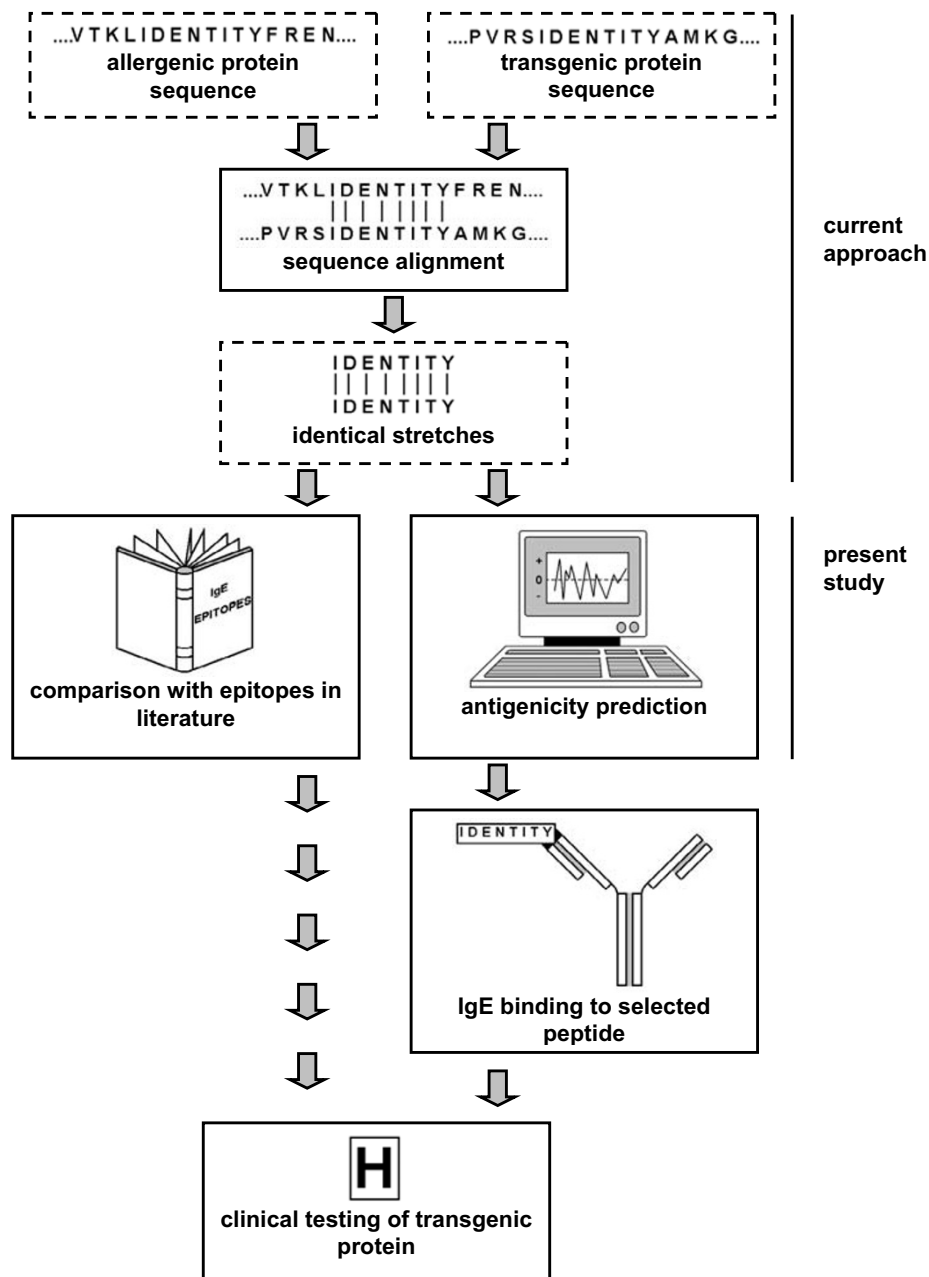 ....VTKLIDENTITYFREN....
allergenic protein
sequence
....PVRSIDENTITYAMKG....
transgenic protein
sequence
....VTKLIDENTITYFREN....
....PVRSIDENTITYAMKG....
sequence alignment
current
approach
IDENTITY
IDENTITY
identical stretches
IgE
EPITOPES
comparison with epitopes in
literature
+
0
-
antigenicity prediction
present
study
IDENTITY
IgE binding to selected
peptide
H
clinical testing of transgenic
protein